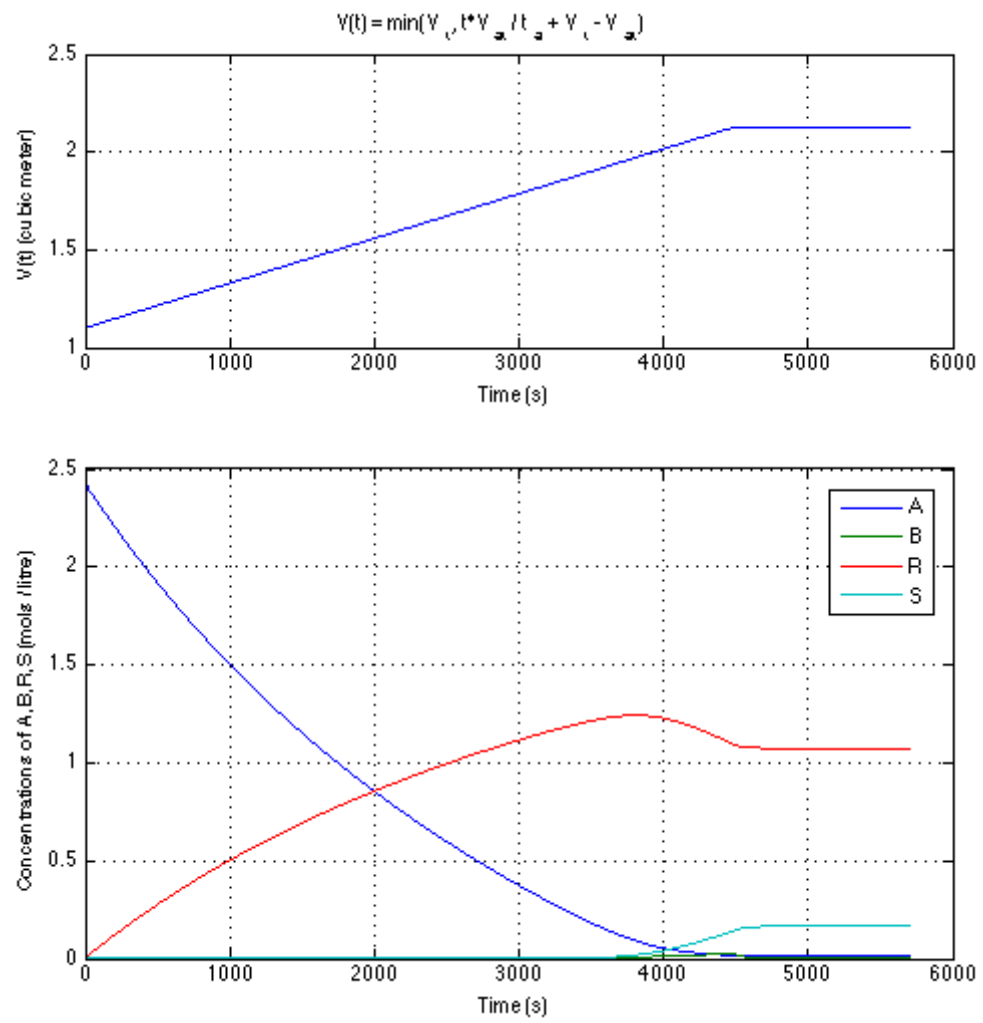 V(t) = min( V , t* V / t + V - V )
2.5
2
1.5
1
0 1000 2000 3000 4000 5000 6000
V(t) (cubic meter)
Time (s)
2.5
2
1.5
1
0.5
0
0 1000 2000 3000 4000 5000 6000
Concentrations of A,B,R,S (mols / litre)
Time (s)
A
B
R
S